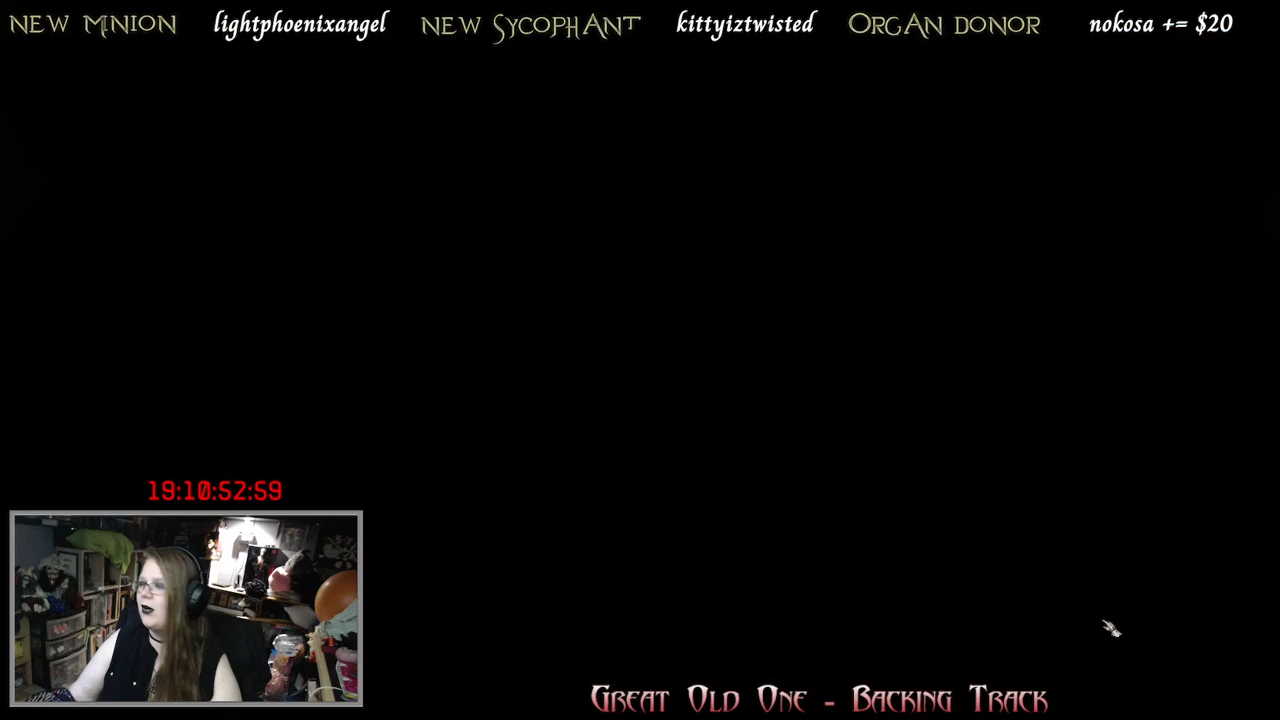 NEW MINION lightphoenixangel NEW SYCOPHANT kittyiztwisted ORGAN DONOR nokosa += $20
19:10:52:59
GREAT OLD ONE - BACKING TRACK